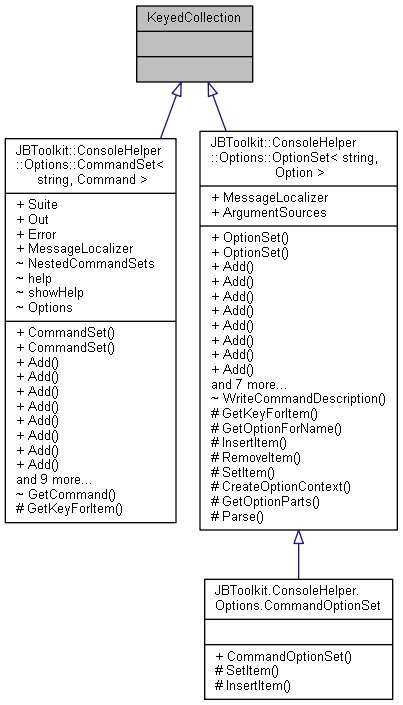 KeyedCollection
JBToolkit::ConsoleHelper
::Options::CommandSet<
string, Command >
+ Suite
+ Out
+ Error
+ MessageLocalizer
~ NestedCommandSets
~ help
~ showHelp
~ Options
+ CommandSet()
+ CommandSet()
+ Add()
+ Add()
+ Add()
+ Add()
+ Add()
+ Add()
+ Add()
+ Add()
and 9 more...
~ GetCommand()
# GetKeyForItem()
JBToolkit::ConsoleHelper
::Options::OptionSet< string,
Option >
+ MessageLocalizer
+ ArgumentSources
+ OptionSet()
+ OptionSet()
+ Add()
+ Add()
+ Add()
+ Add()
+ Add()
+ Add()
+ Add()
+ Add()
and 7 more...
~ WriteCommandDescription()
# GetKeyForItem()
# GetOptionForName()
# InsertItem()
# RemoveItem()
# SetItem()
# CreateOptionContext()
# GetOptionParts()
# Parse()
JBToolkit.ConsoleHelper.
Options.CommandOptionSet
+ CommandOptionSet()
# SetItem()
# InsertItem()